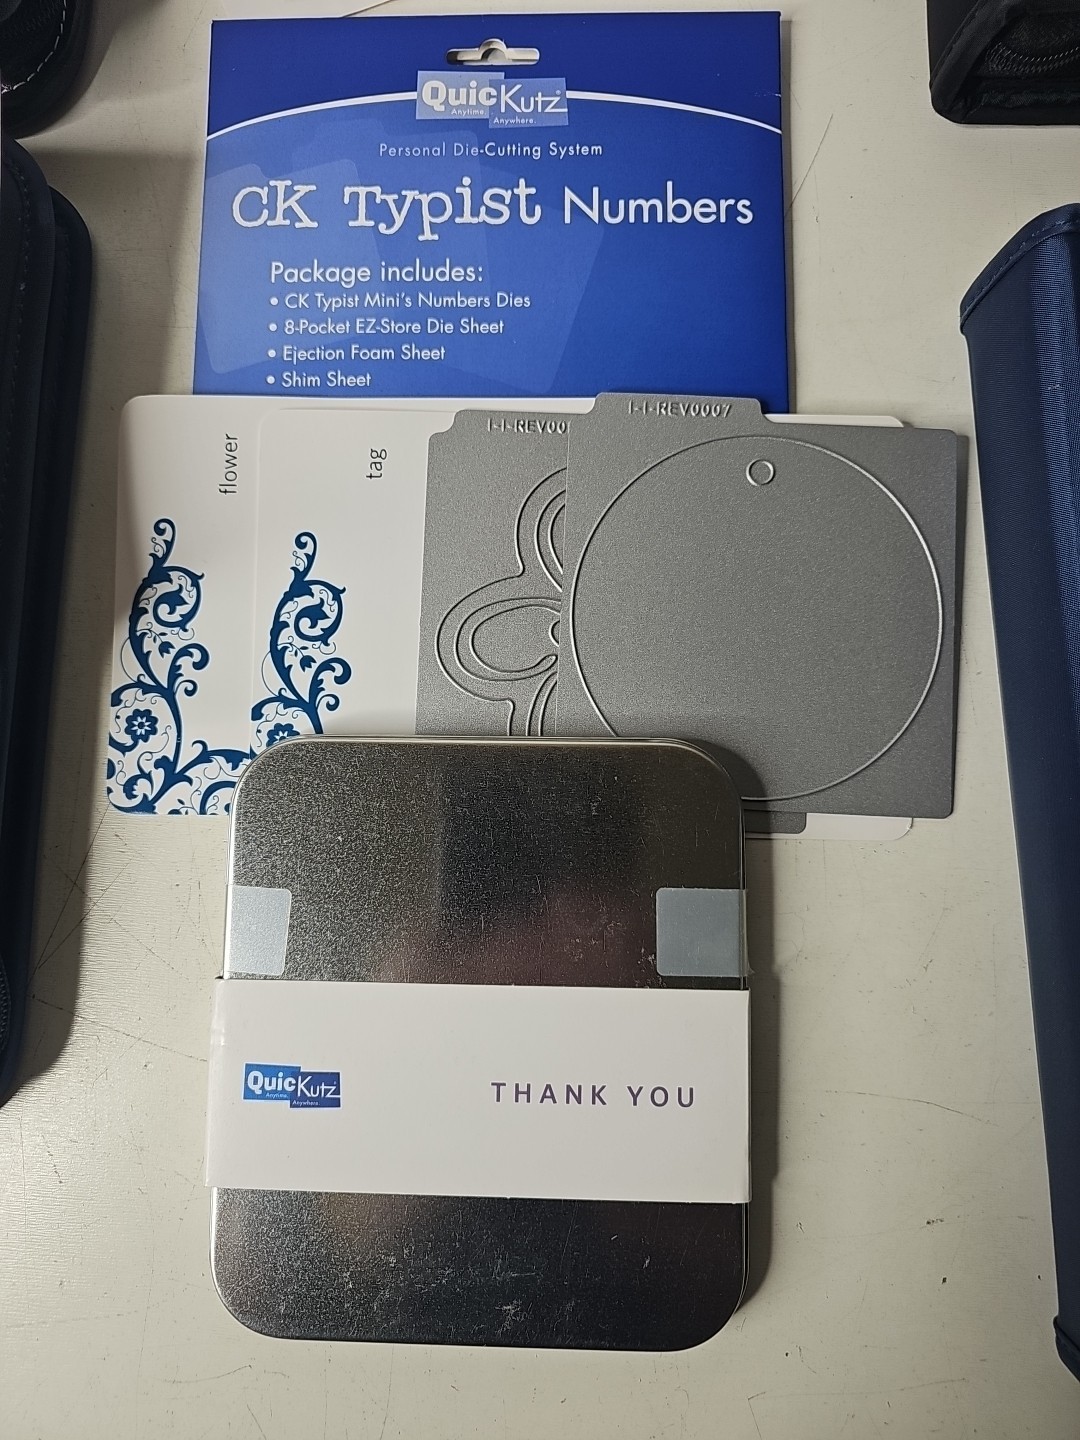 QuicKutz
Anytime. Anywhere.
Personal Die-Cutting System
CK Typist Numbers
Package includes:
• CK Typist Mini's Numbers Dies
• 8-Pocket EZ-Store Die Sheet
• Ejection Foam Sheet
• Shim Sheet
flower
tag
I-I-REV00
I-I-REV0007
QuicKutz
Anytime. Anywhere.
THANK YOU